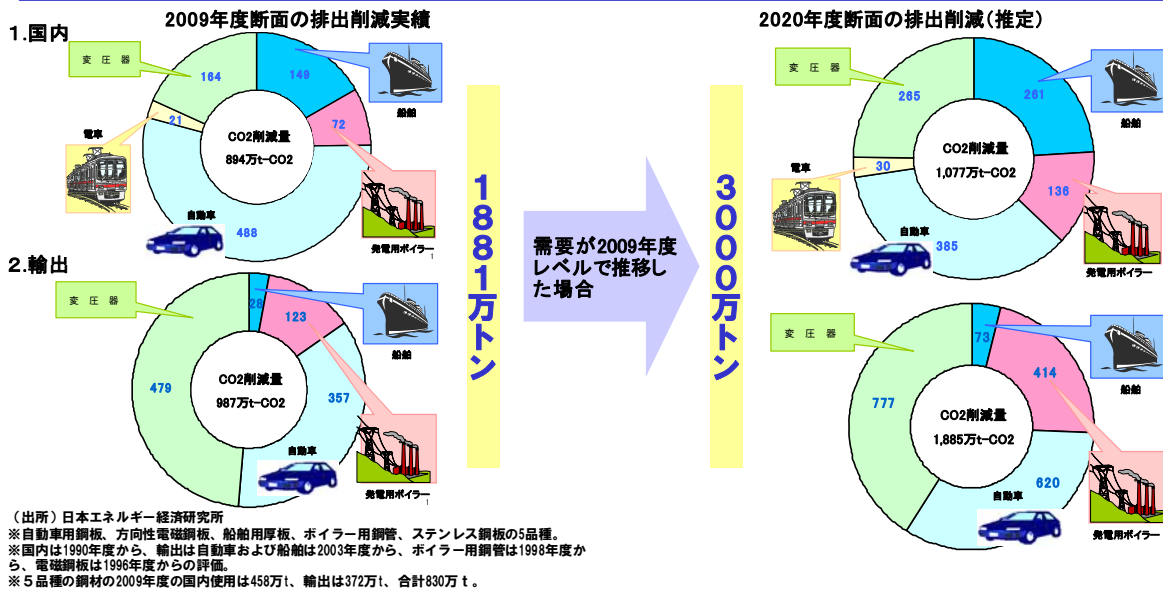 2009年度断面の排出削減実績
2020年度断面の排出削減(推定)
1.国内
変圧器
164
149
船舶
72
21
電車
CO2削減量
894万t-CO2
発電用ボイラー
1
自動車
488
2.輸出
変圧器
28
123
船舶
479
CO2削減量
987万t-CO2
357
自動車
発電用ボイラー
1
1881万トン
需要が2009年度
レベルで推移し
た場合
3000万トン
変圧器
265
261
船舶
CO2削減量
1,077万t-CO2
電車
30
136
自動車
385
発電用ボイラー
変圧器
73
船舶
414
777
CO2削減量
1,885万t-CO2
620
自動車
発電用ボイラー
(出所)日本エネルギー経済研究所
※自動車用鋼板、方向性電磁鋼板、船舶用厚板、ボイラー用鋼管、ステンレス鋼板の5品種。
※国内は1990年度から、輸出は自動車および船舶は2003年度から、ボイラー用鋼管は1998年度か
ら、電磁鋼板は1996年度からの評価。
※5品種の鋼材の2009年度の国内使用は458万t、輸出は372万t、合計830万t。